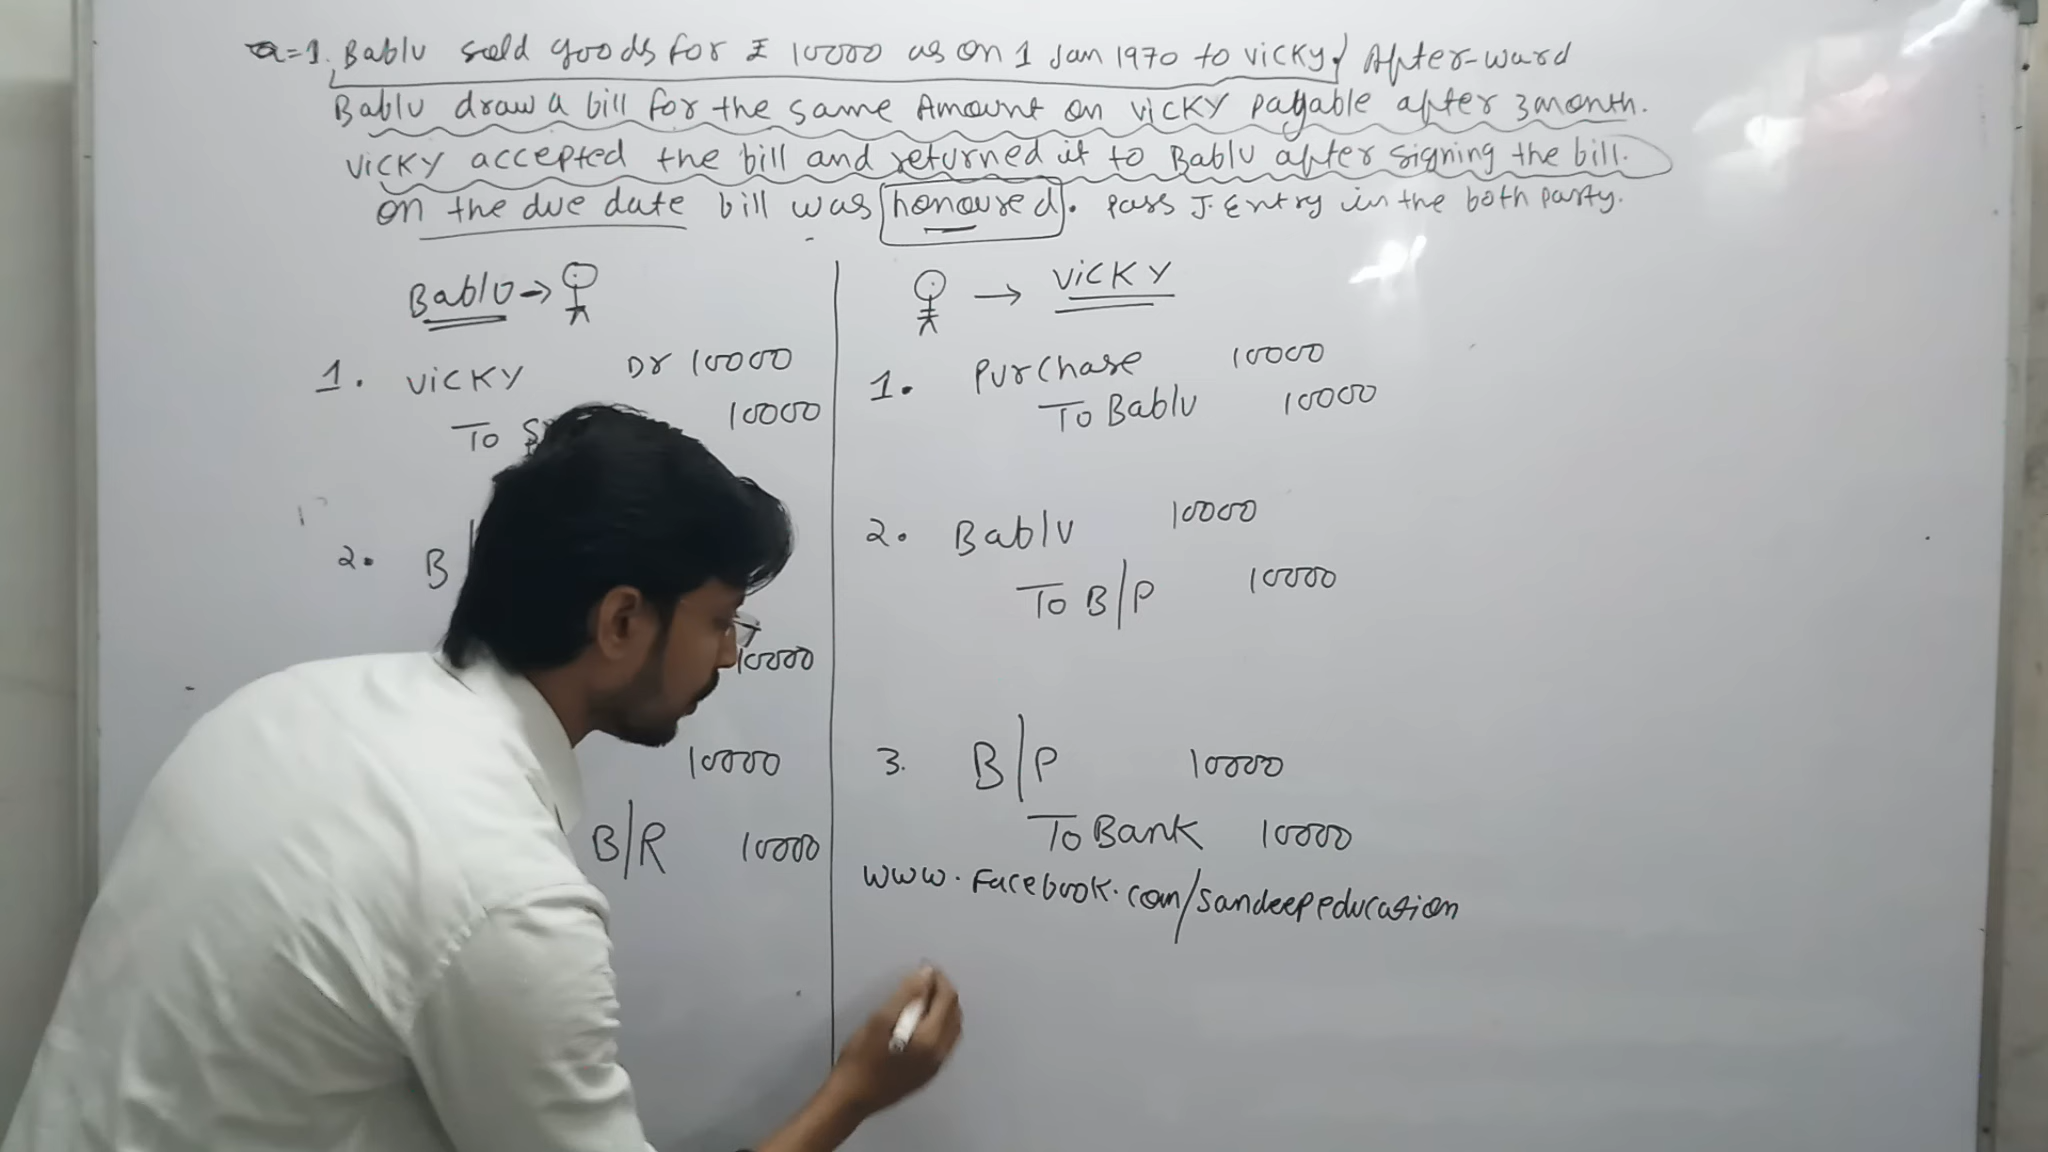 Q=1. Bablu sold goods for ₹ 10000 as on 1 Jan 1970 to Vicky. After-ward
Bablu draw a bill for the same Amount on Vicky payable after 3 month.
Vicky accepted the bill and returned it to Bablu after signing the bill.
on the due date bill was honoured. Pass J. Entry in the both party.
Bablu →
1. Vicky Dr 10000
To 10000
2. B
10000
10000
B/R 10000
→ Vicky
1. Purchase 10000
To Bablu 10000
2. Bablu 10000
To B/P 10000
3. B/P 10000
To Bank 10000
www.facebook.com/sandeepeducation